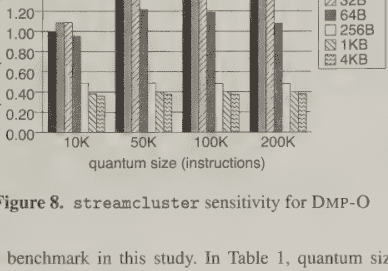 1.20
1.00
0.80
0.60
0.40
0.20
0.00
10K 50K 100K 200K
quantum size (instructions)
32B
64B
256B
1KB
4KB
Figure 8. streamcluster sensitivity for DMP-O
benchmark in this study. In Table 1, quantum siz